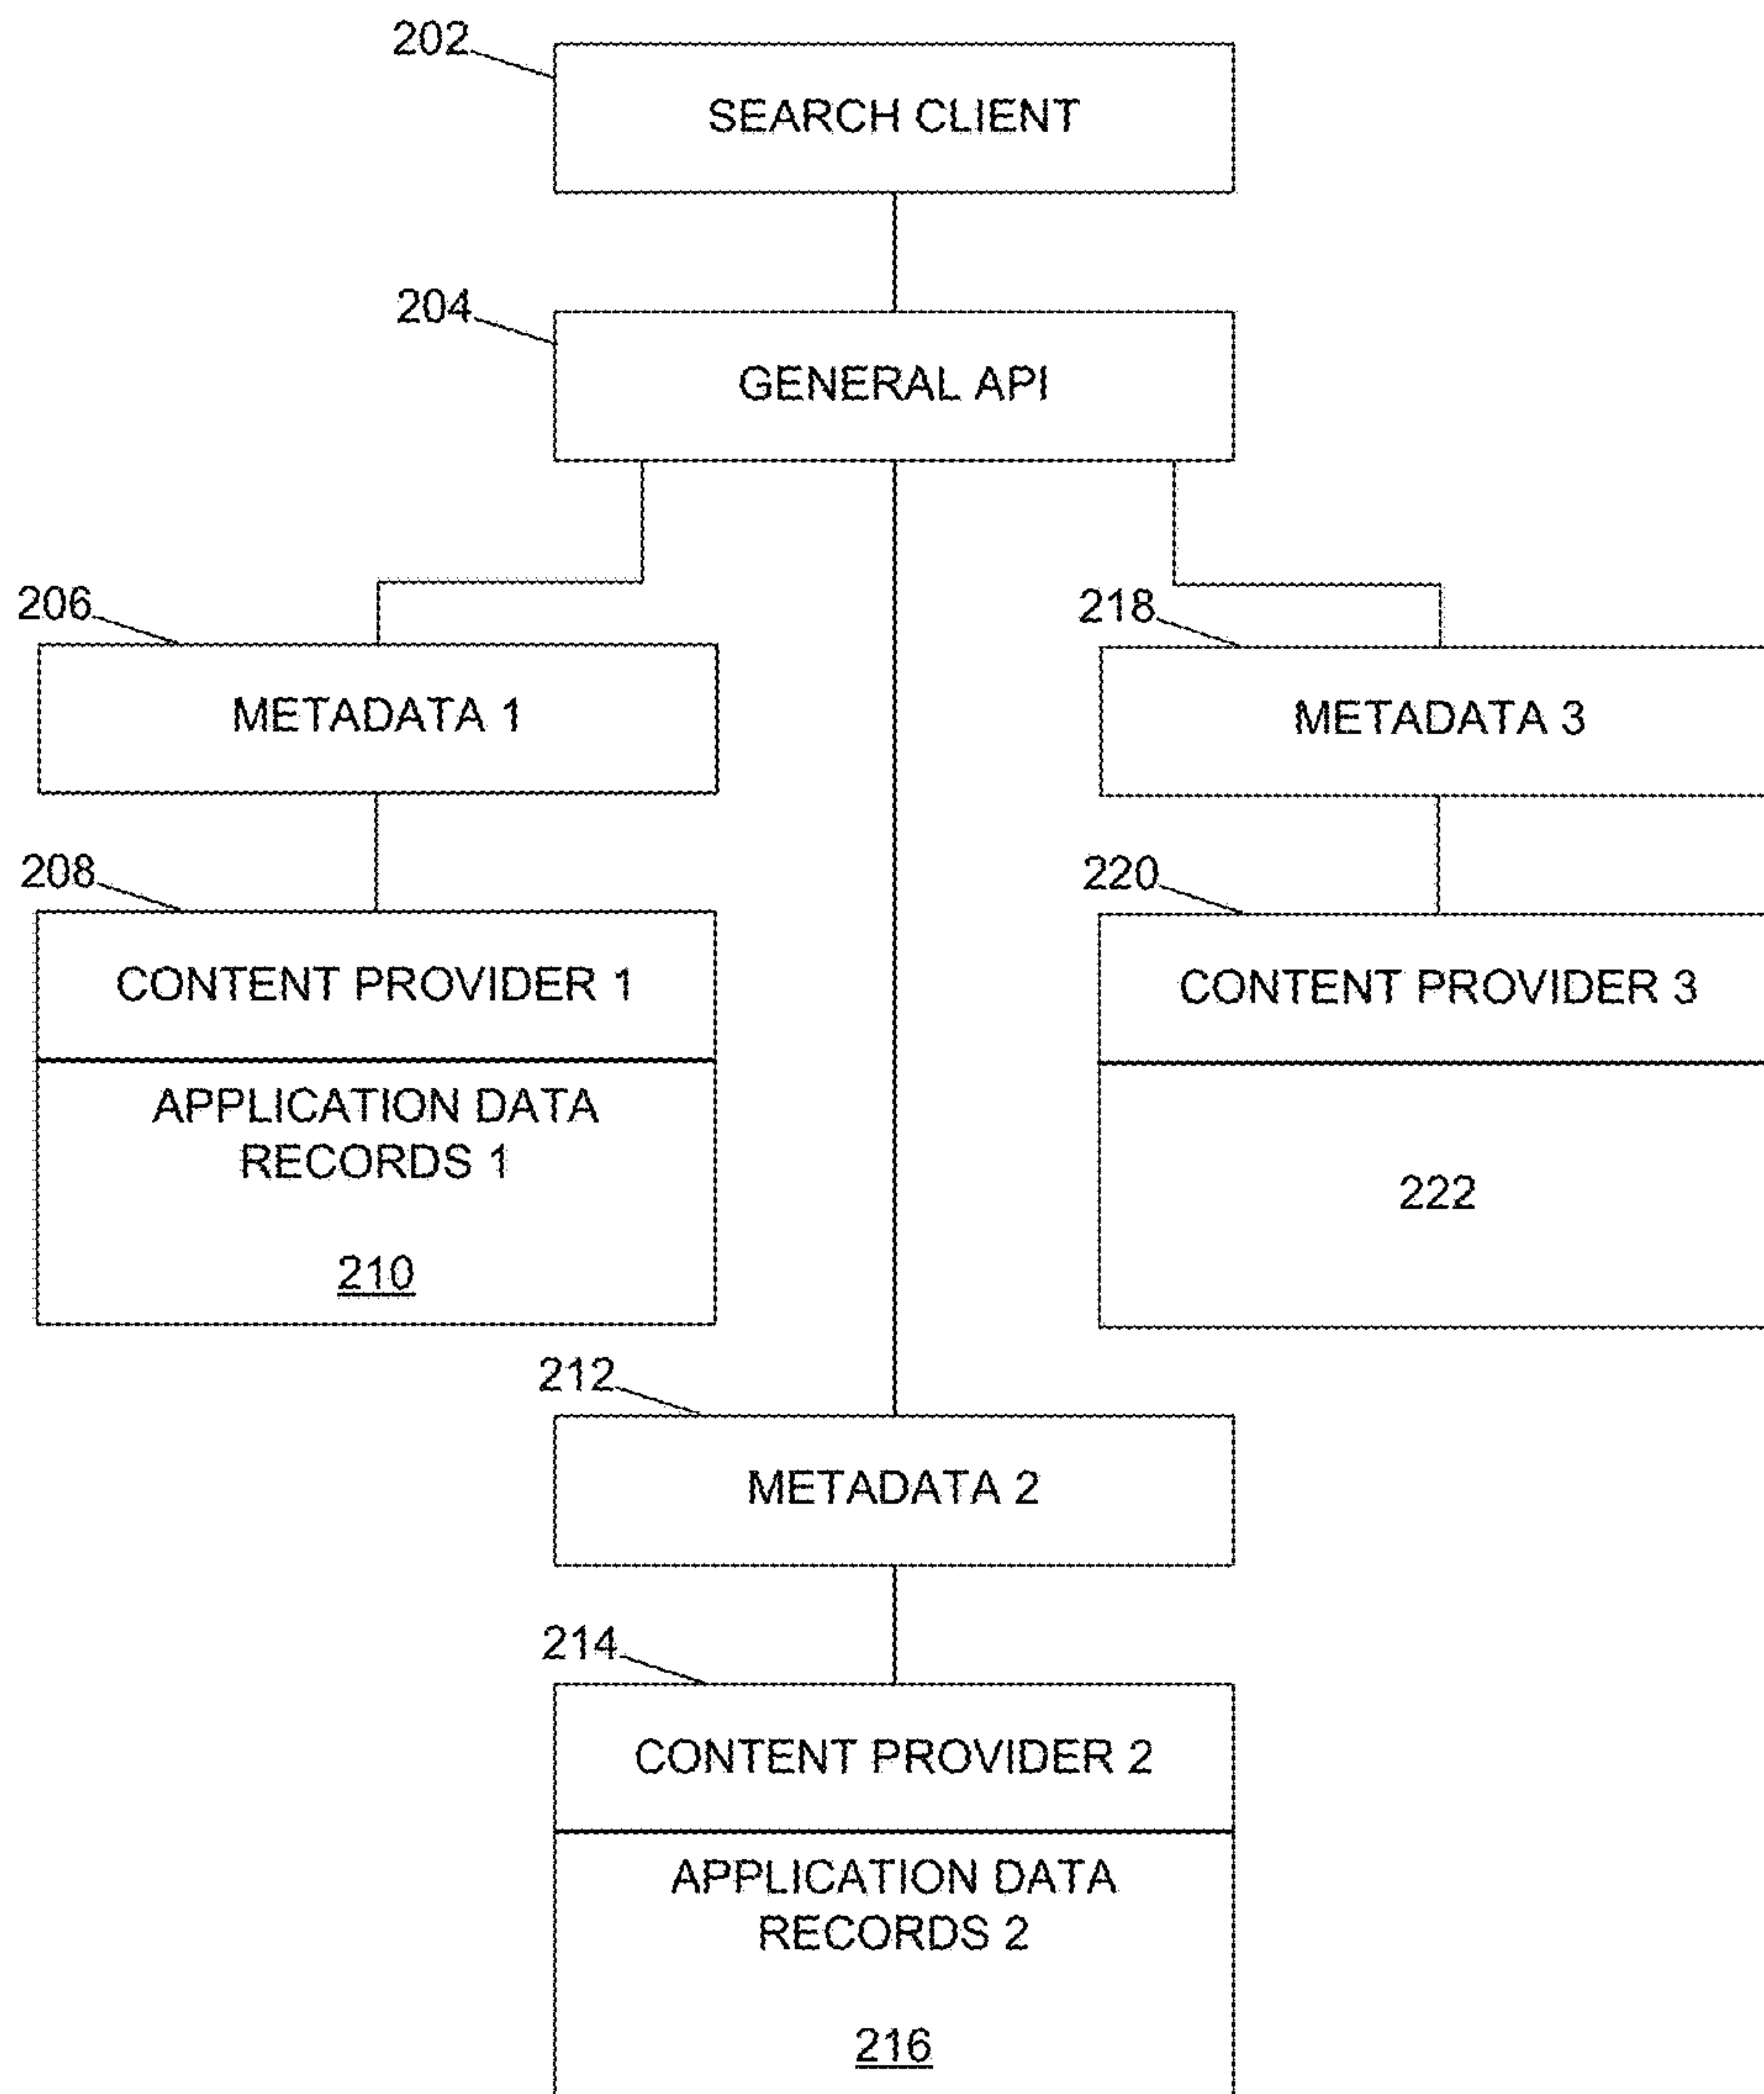 202
SEARCH CLIENT
204
GENERAL API
206
METADATA 1
208
CONTENT PROVIDER 1
APPLICATION DATA
RECORDS 1
210
218
METADATA 3
220
CONTENT PROVIDER 3
222
212
METADATA 2
214
CONTENT PROVIDER 2
APPLICATION DATA
RECORDS 2
216